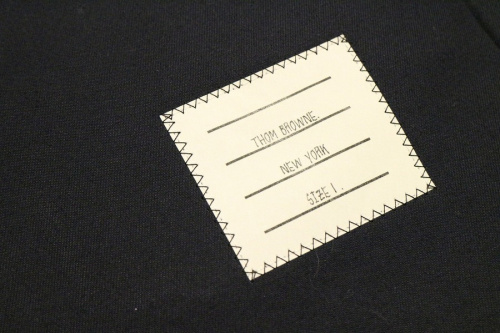 THOM BROWNE.
NEW YORK
SIZE 1.